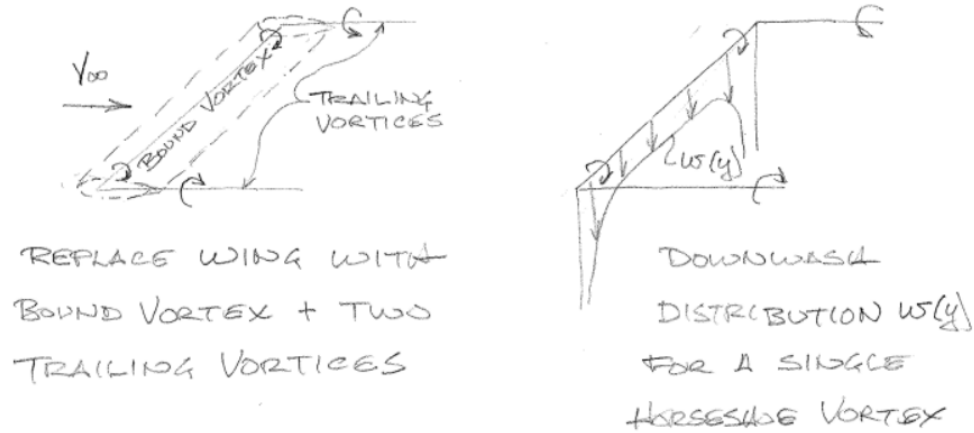 V∞
BOUND VORTEX
TRAILING
VORTICES
w(y)
REPLACE WING WITH
BOUND VORTEX + TWO
TRAILING VORTICES
DOWNWASH
DISTRIBUTION w(y)
FOR A SINGLE
HORSESHOE VORTEX